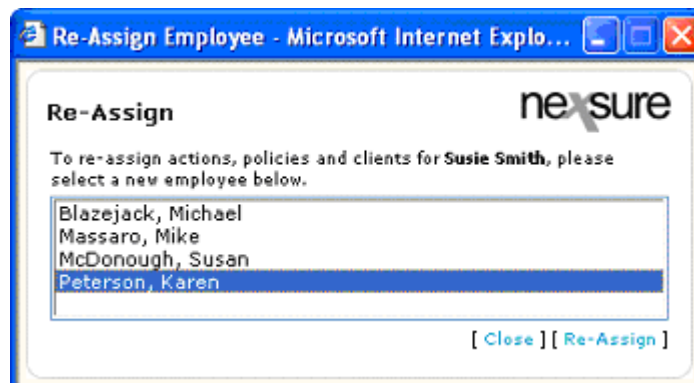 Re-Assign Employee - Microsoft Internet Explo...
nexsure
Re-Assign
To re-assign actions, policies and clients for Susie Smith, please
select a new employee below.
Blazejack, Michael
Massaro, Mike
McDonough, Susan
Peterson, Karen
[ Close ] [ Re-Assign ]